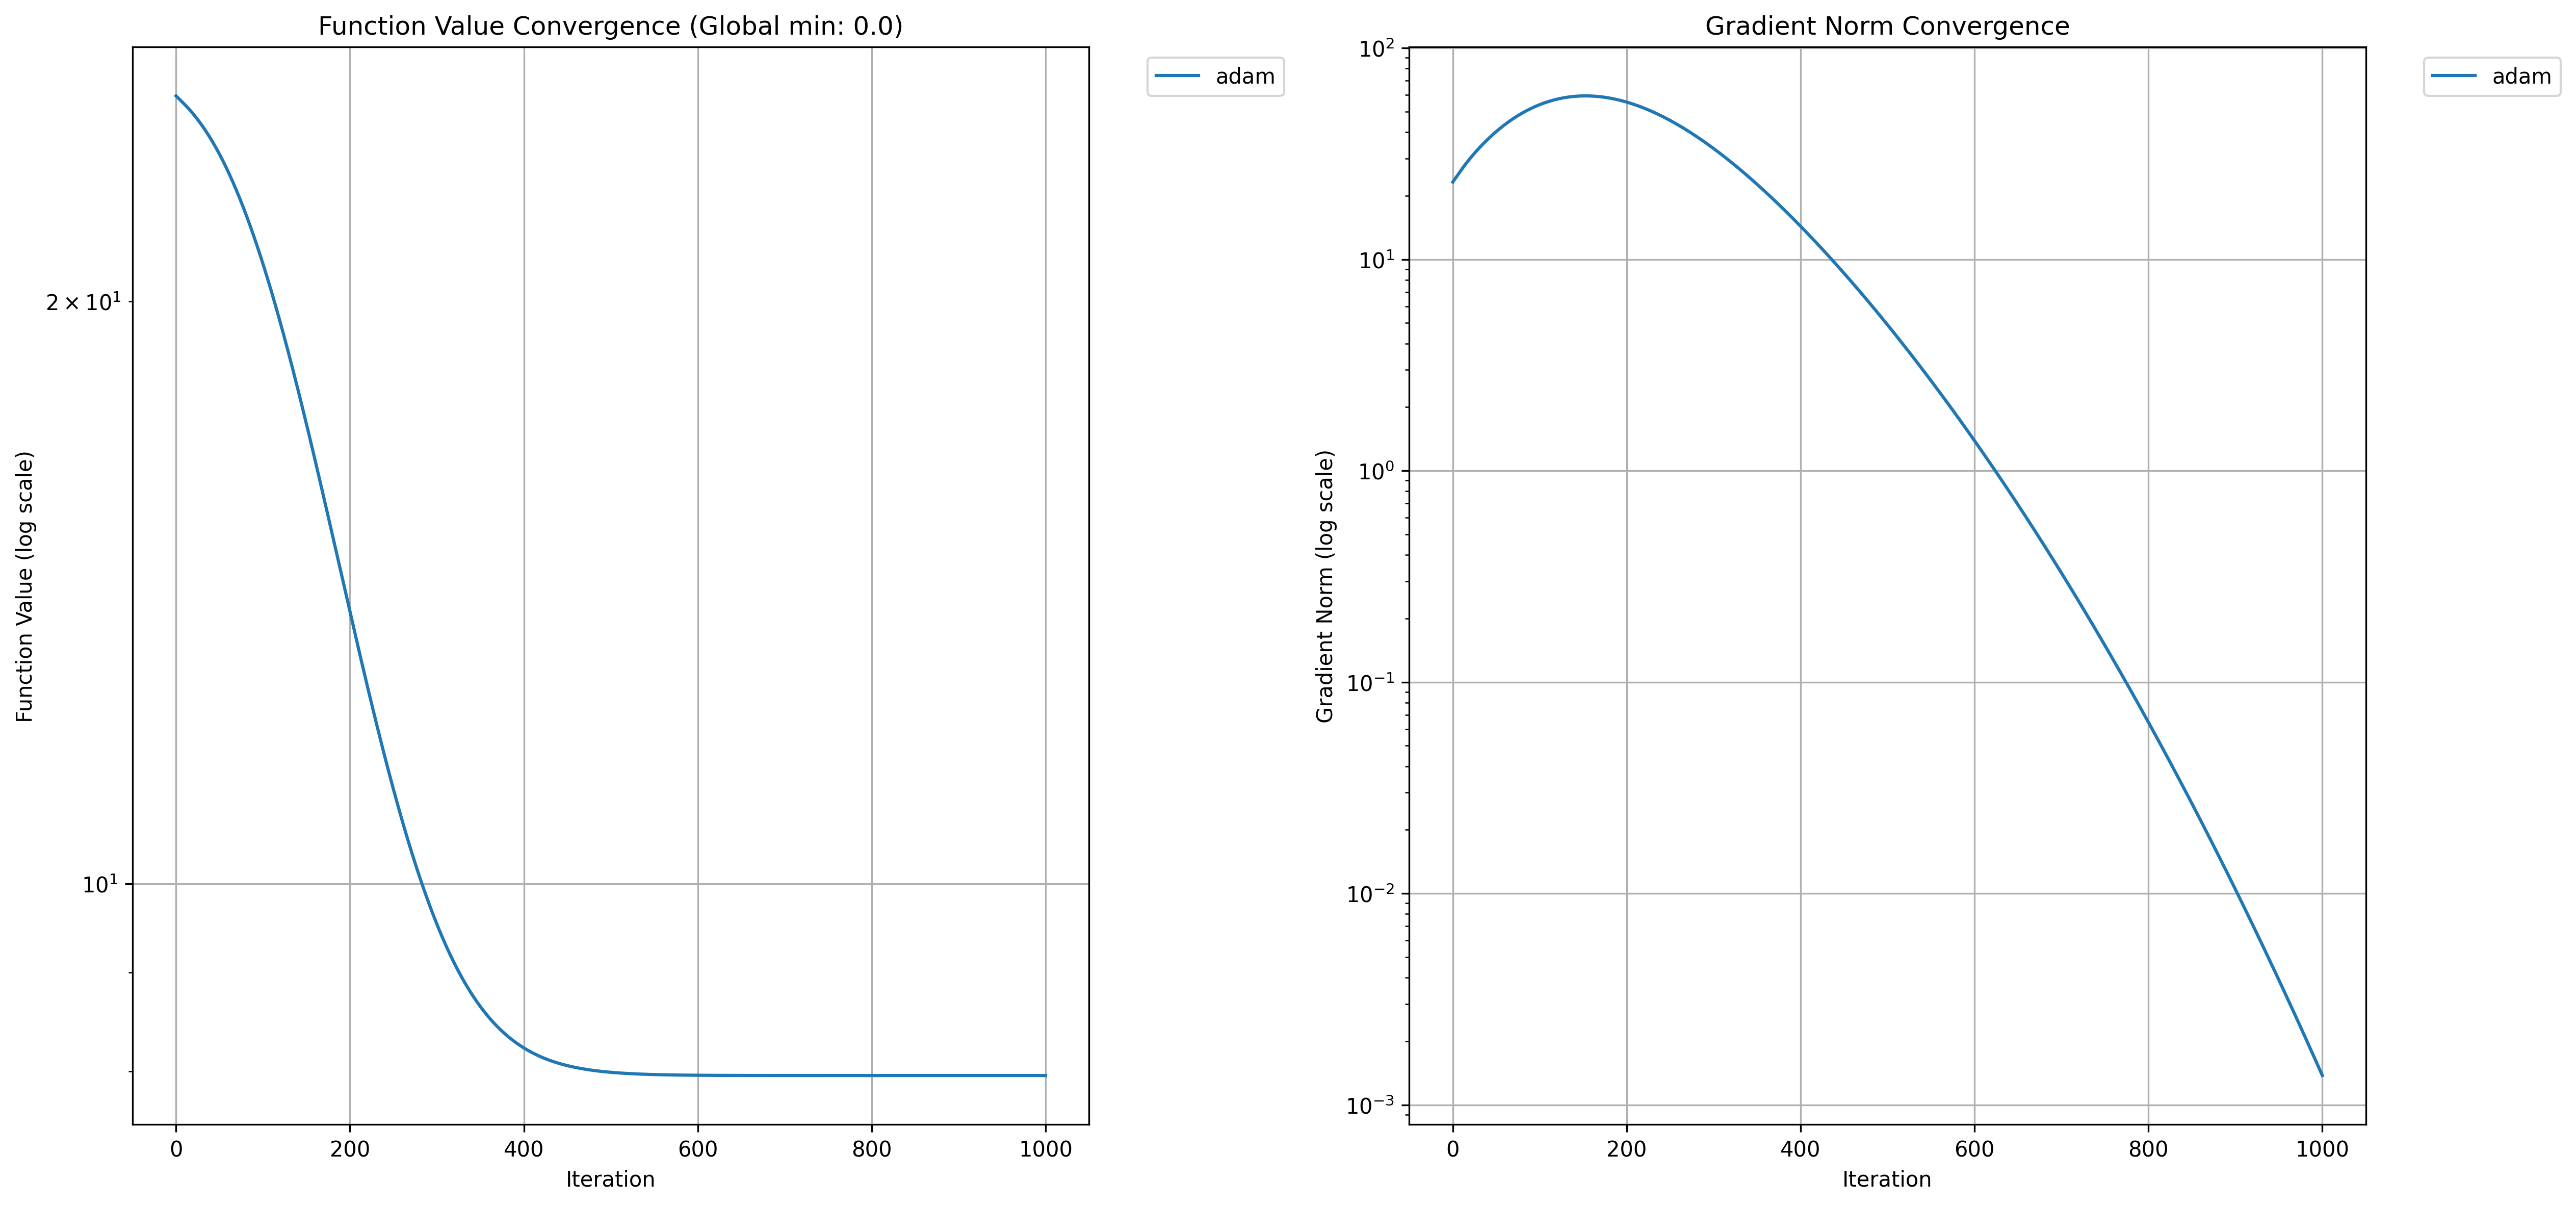 Function Value Convergence (Global min: 0.0)
adam
2 × 10¹
10¹
Function Value (log scale)
0 200 400 600 800 1000
Iteration
Gradient Norm Convergence
adam
10²
10¹
10⁰
10⁻¹
10⁻²
10⁻³
Gradient Norm (log scale)
0 200 400 600 800 1000
Iteration